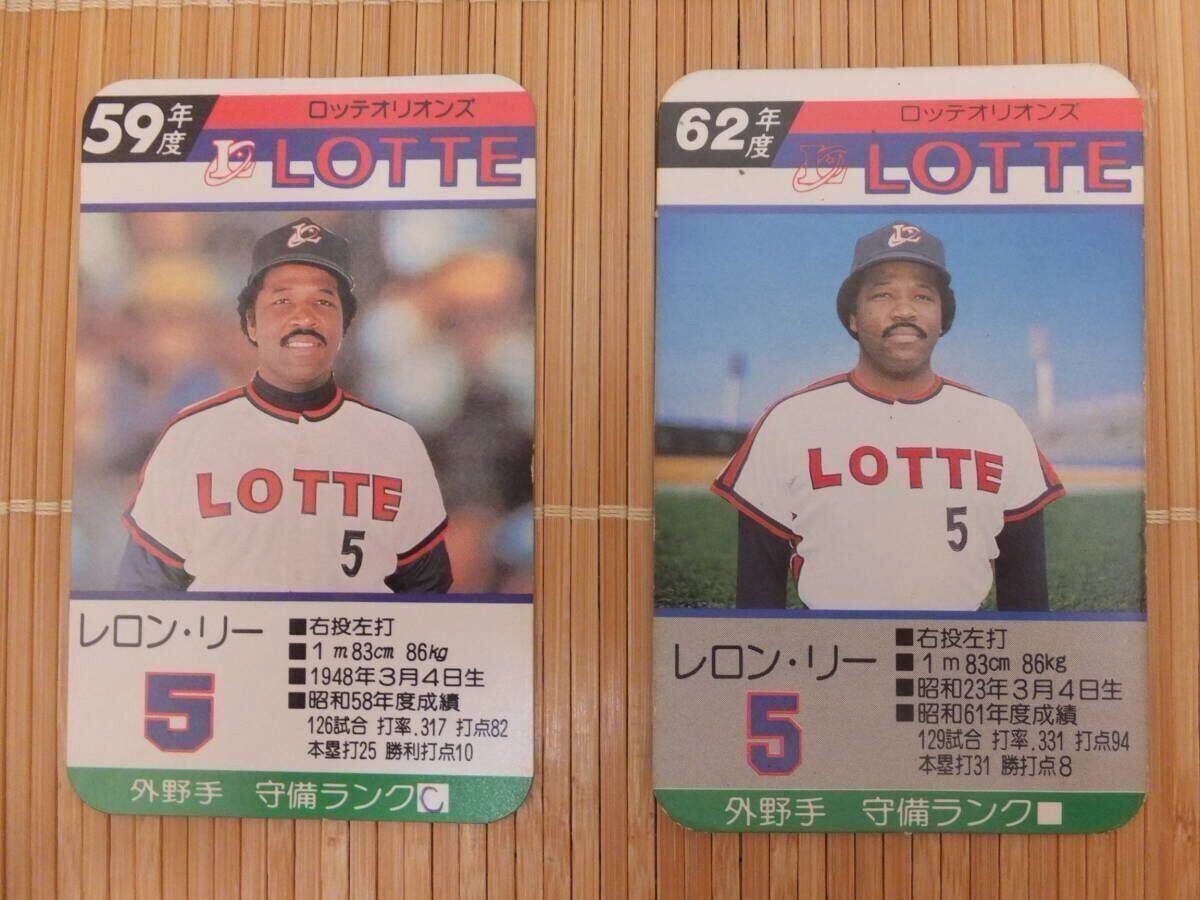 59年度
ロッテオリオンズ
LOTTE
LOTTE
5
レロン・リー
5
■右投左打
■1m83cm 86kg
■1948年3月4日生
■昭和58年度成績
126試合 打率.317 打点82
本塁打25 勝利打点10
外野手 守備ランクC
62年度
ロッテオリオンズ
LOTTE
LOTTE
5
レロン・リー
5
■右投左打
■1m83cm 86kg
■昭和23年3月4日生
■昭和61年度成績
129試合 打率.331 打点94
本塁打31 勝打点8
外野手 守備ランク